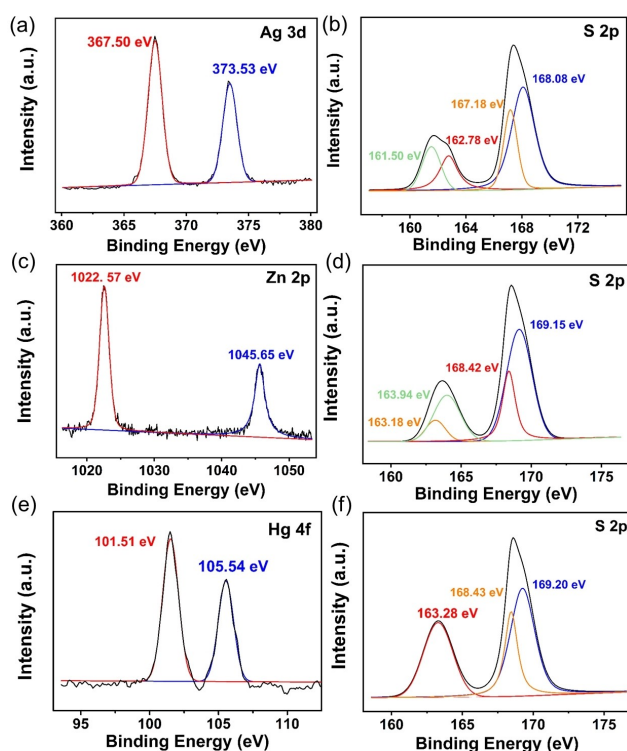 (a)
Ag 3d
367.50 eV
373.53 eV
Intensity (a.u.)
360 365 370 375 380
Binding Energy (eV)
(b)
S 2p
168.08 eV
167.18 eV
162.78 eV
161.50 eV
Intensity (a.u.)
160 164 168 172
Binding Energy (eV)
(c)
Zn 2p
1022. 57 eV
1045.65 eV
Intensity (a.u.)
1020 1030 1040 1050
Binding Energy (eV)
(d)
S 2p
169.15 eV
168.42 eV
163.94 eV
163.18 eV
Intensity (a.u.)
160 165 170 175
Binding Energy (eV)
(e)
Hg 4f
101.51 eV
105.54 eV
Intensity (a.u.)
95 100 105 110
Binding Energy (eV)
(f)
S 2p
168.43 eV
169.20 eV
163.28 eV
Intensity (a.u.)
160 165 170 175
Binding Energy (eV)